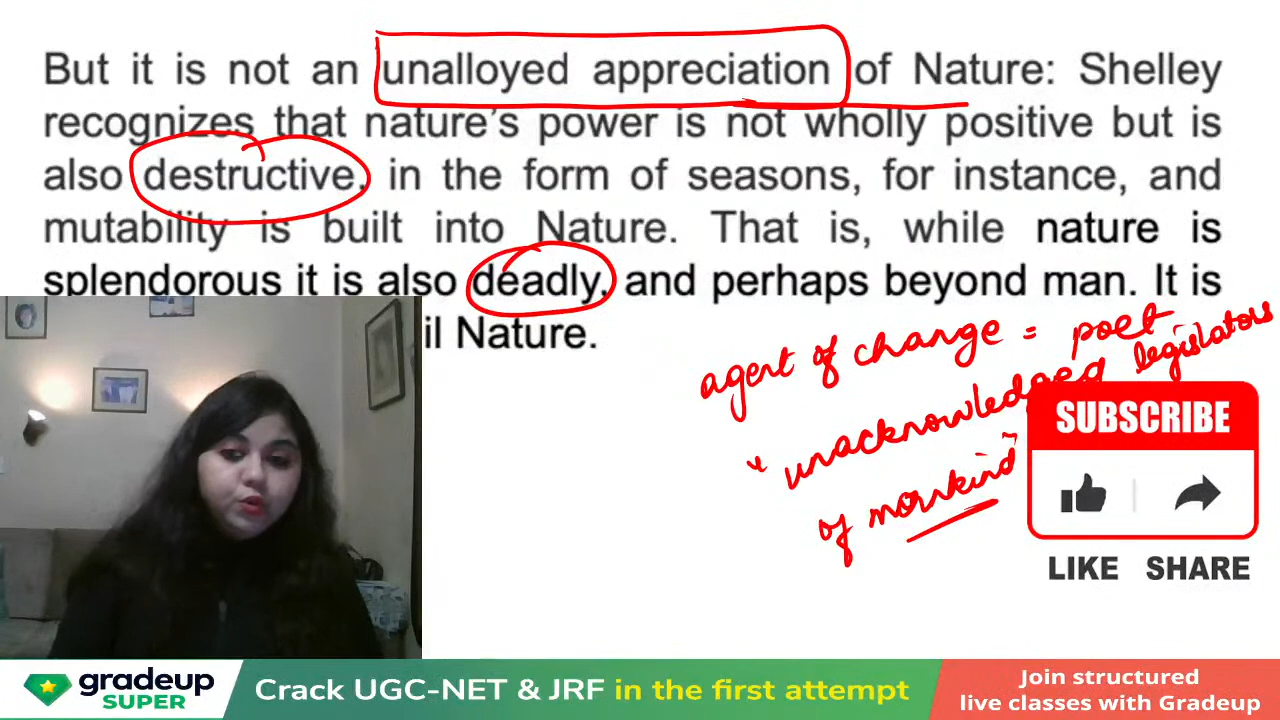 But it is not an unalloyed appreciation of Nature: Shelley
recognizes that nature's power is not wholly positive but is
also destructive, in the form of seasons, for instance, and
mutability is built into Nature. That is, while nature is
splendorous it is also deadly, and perhaps beyond man. It is
il Nature.
agent of change = poet
"unacknowledged legislators
of mankind"
SUBSCRIBE
LIKE SHARE
gradeup
SUPER
Crack UGC-NET & JRF in the first attempt
Join structured
live classes with Gradeup